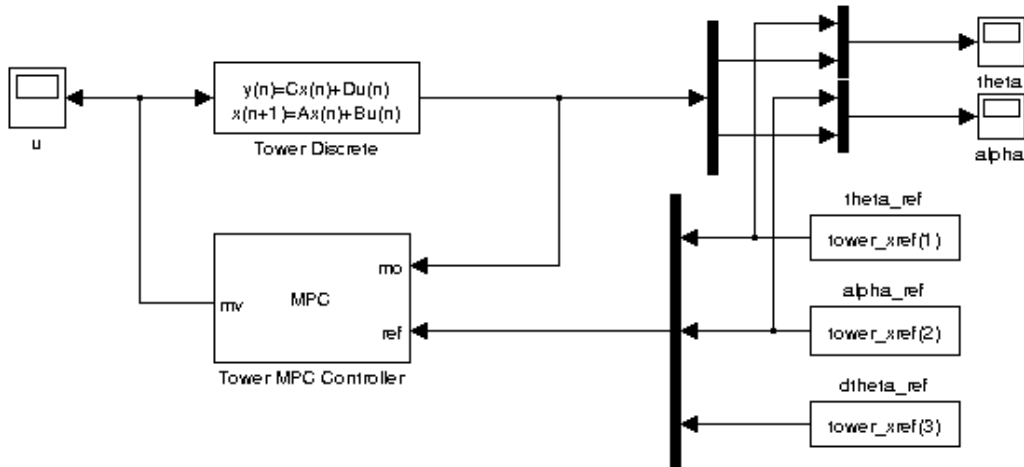 y(n)=Cx(n)+Du(n)
x(n+1)=Ax(n)+Bu(n)
Tower Discrete
u
theta
alpha
theta_ref
tower_xref(1)
mo
MPC
mv
ref
Tower MPC Controller
alpha_ref
tower_xref(2)
dtheta_ref
tower_xref(3)